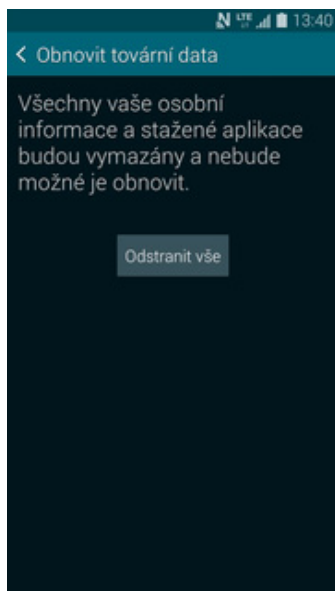 LTE 13:40
Obnovit tovární data
Všechny vaše osobní
informace a stažené aplikace
budou vymazány a nebude
možné je obnovit.
Odstranit vše